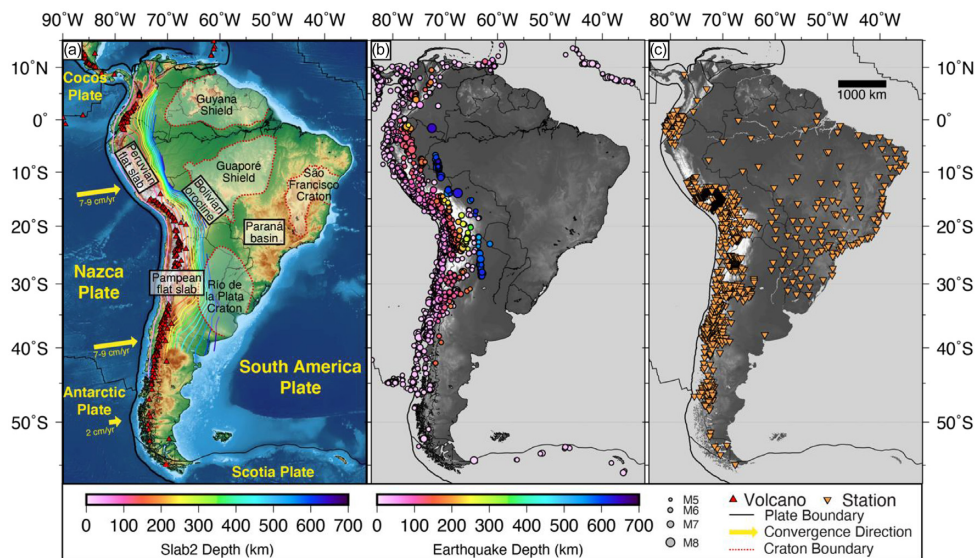 (a)
(b)
(c)
80°W 70°W 60°W 50°W 40°W
80°W 70°W 60°W 50°W 40°W
80°W 70°W 60°W 50°W 40°W
10°N
0°
10°S
20°S
30°S
40°S
50°S
Cocos
Plate
Guyana
Shield
Peruvian
flat slab
Guaporé
Shield
São
Francisco
Craton
Bolivian
orocline
7-9 cm/yr
Paraná
basin
Nazca
Plate
Pampean
flat slab
Rio de
la Plata
Craton
7-9 cm/yr
South America
Plate
Antarctic
Plate
2 cm/yr
Scotia Plate
1000 km
10°N
0°
10°S
20°S
30°S
40°S
50°S
0 100 200 300 400 500 600 700
Slab2 Depth (km)
0 100 200 300 400 500 600 700
Earthquake Depth (km)
M5
M6
M7
M8
Volcano
Station
Plate Boundary
Convergence Direction
Craton Boundary